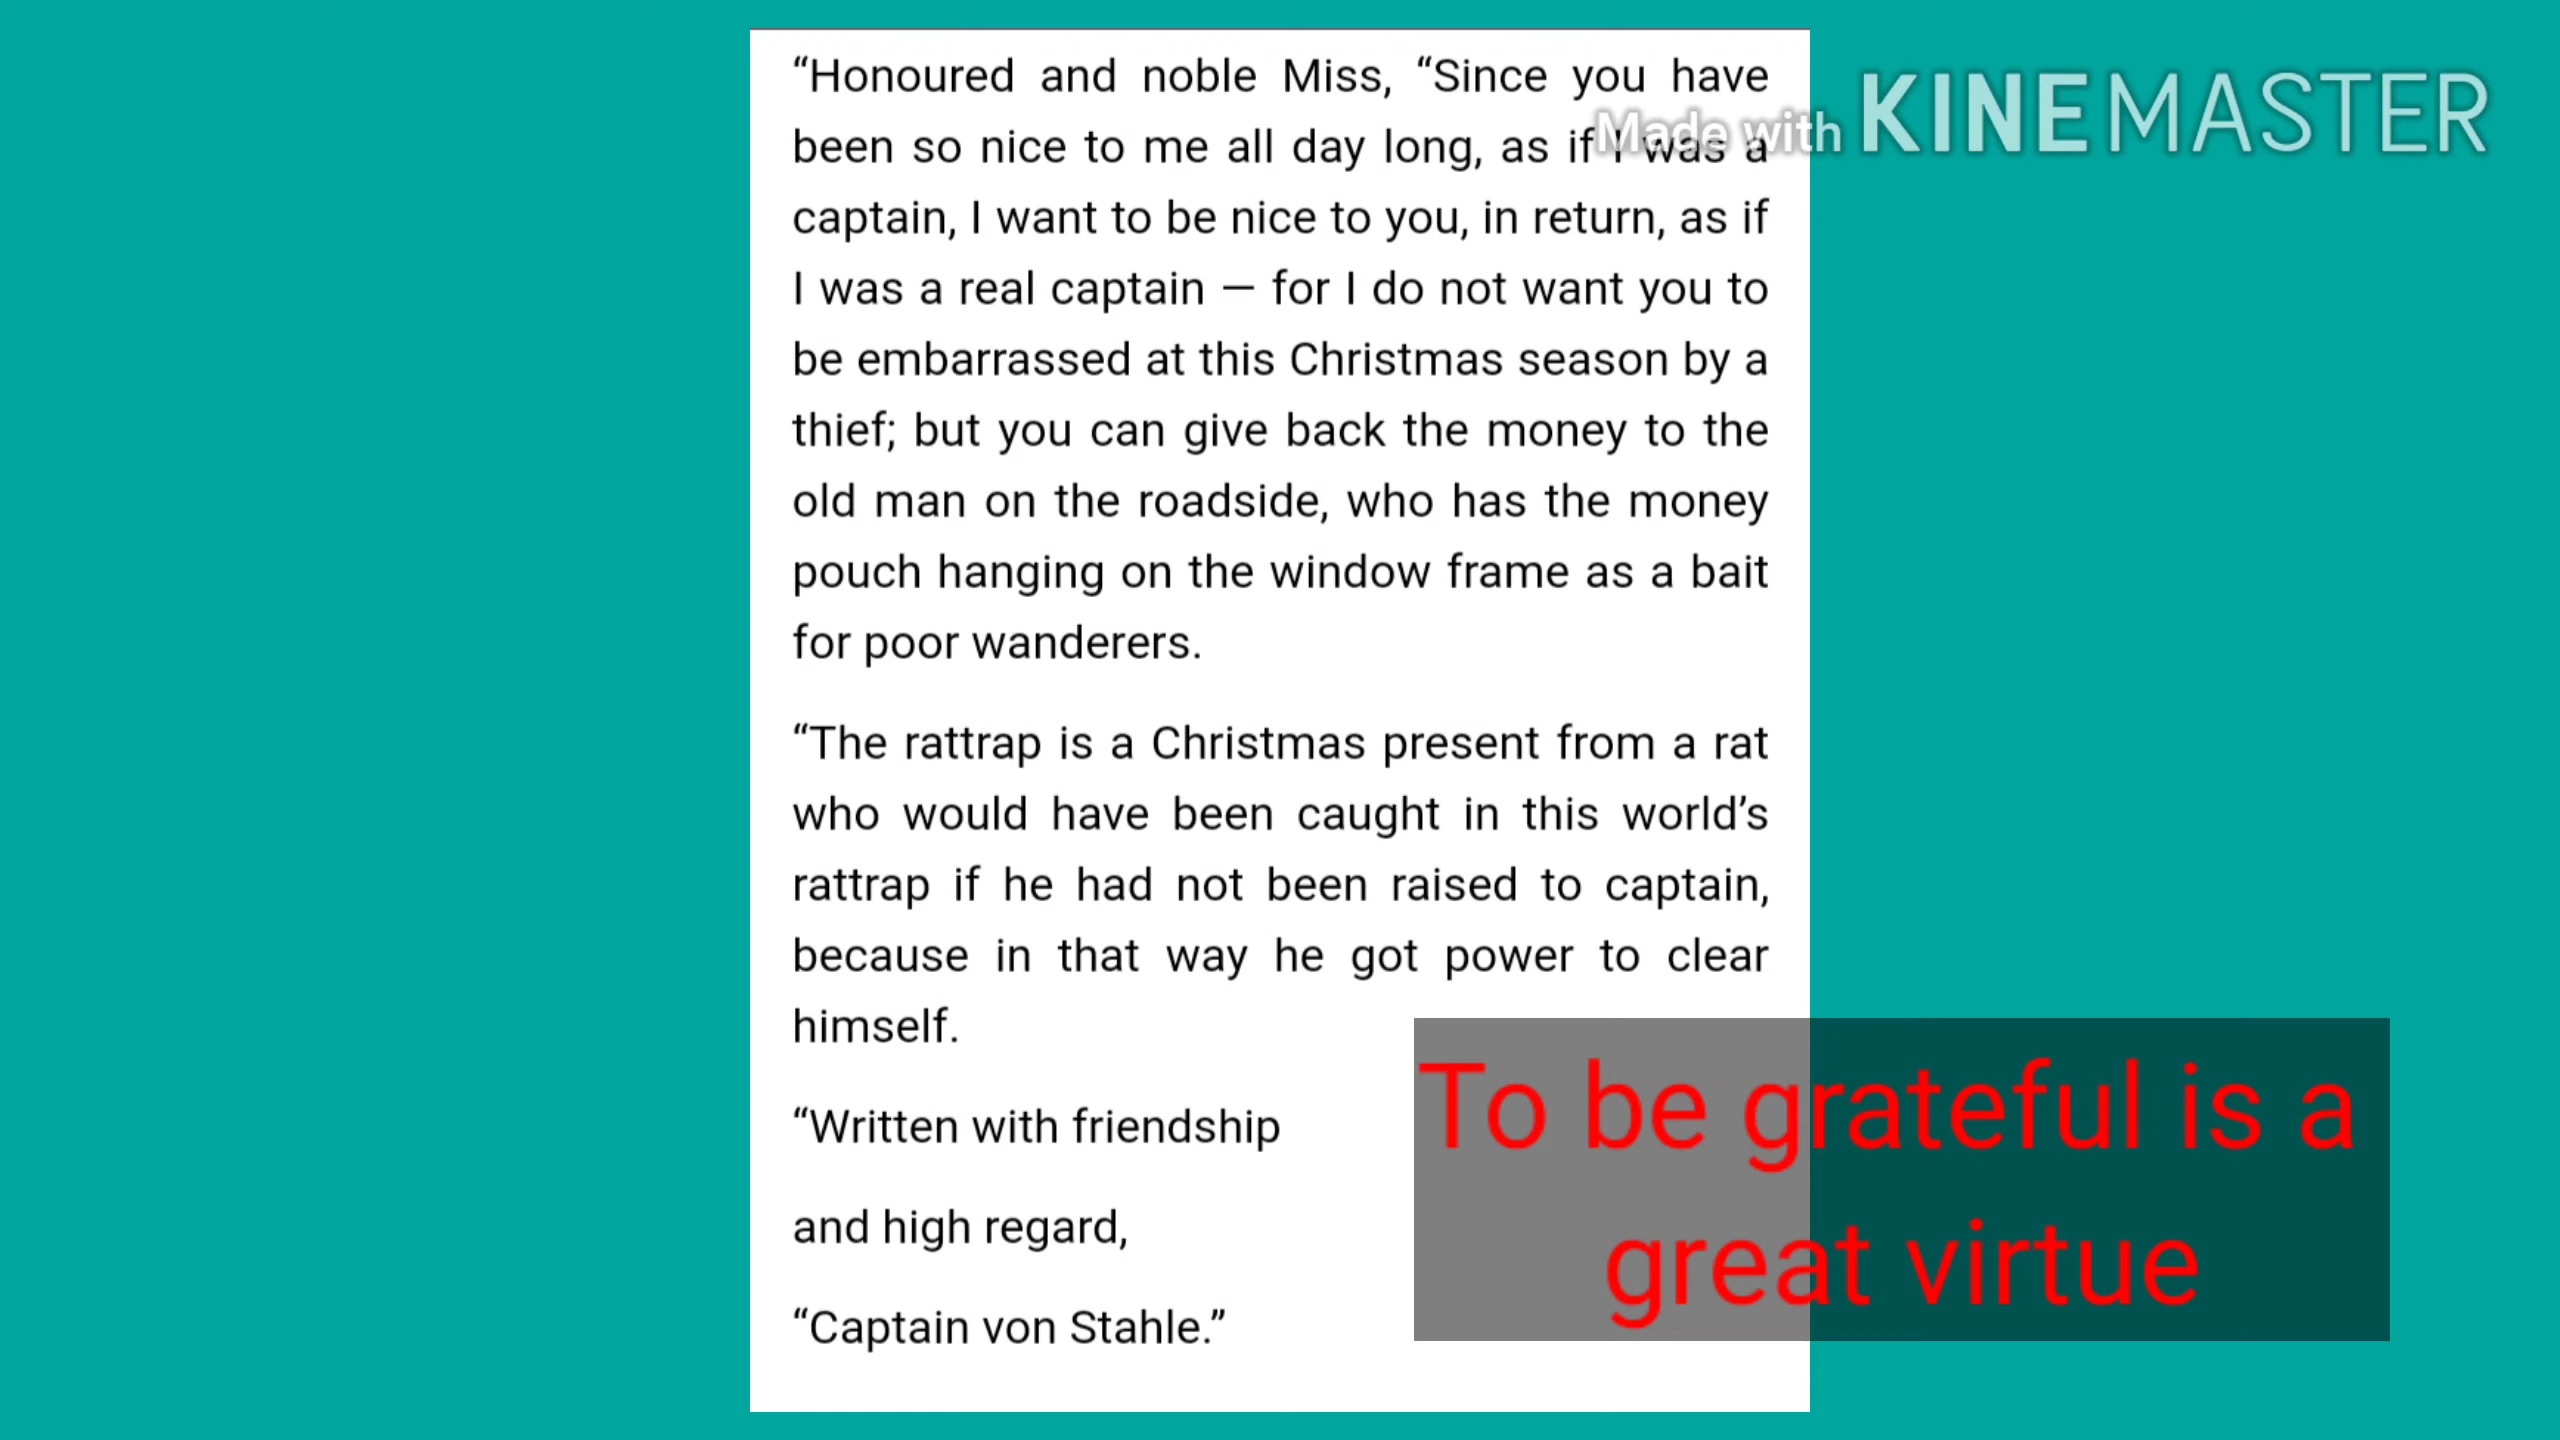 “Honoured and noble Miss, “Since you have
been so nice to me all day long, as if I was a
captain, I want to be nice to you, in return, as if
I was a real captain — for I do not want you to
be embarrassed at this Christmas season by a
thief; but you can give back the money to the
old man on the roadside, who has the money
pouch hanging on the window frame as a bait
for poor wanderers.
“The rattrap is a Christmas present from a rat
who would have been caught in this world’s
rattrap if he had not been raised to captain,
because in that way he got power to clear
himself.
“Written with friendship
and high regard,
“Captain von Stahle.”
Made with KINEMASTER
To be grateful is a
great virtue